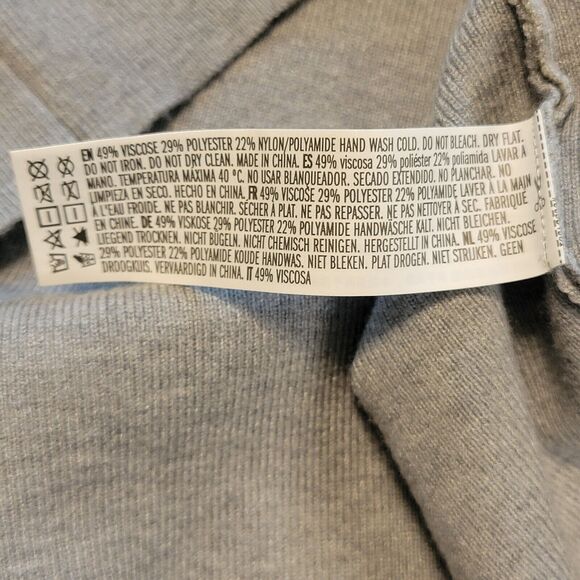 EN 49% VISCOSE 29% POLYESTER 22% NYLON/POLYAMIDE HAND WASH COLD. DO NOT BLEACH. DRY FLAT.
DO NOT IRON. DO NOT DRY CLEAN. MADE IN CHINA. ES 49% viscosa 29% poliéster 22% poliamida LAVAR A
MANO. TEMPERATURA MÁXIMA 40 ºC. NO USAR BLANQUEADOR. SECADO EXTENDIDO. NO PLANCHAR. NO
LIMPIEZA EN SECO. HECHO EN CHINA. FR 49% VISCOSE 29% POLYESTER 22% POLYAMIDE LAVER À LA MAIN
À L'EAU FROIDE. NE PAS BLANCHIR. SÉCHER À PLAT. NE PAS REPASSER. NE PAS NETTOYER À SEC. FABRIQUÉ
EN CHINE. DE 49% VISKOSE 29% POLYESTER 22% POLYAMIDE HANDWÄSCHE KALT. NICHT BLEICHEN.
LIEGEND TROCKNEN. NICHT BÜGELN. NICHT CHEMISCH REINIGEN. HERGESTELLT IN CHINA. NL 49% VISCOSE
29% POLYESTER 22% POLYAMIDE KOUDE HANDWAS. NIET BLEKEN. PLAT DROGEN. NIET STRIJKEN. GEEN
DROOGKUIS. VERVAARDIGD IN CHINA. IT 49% VISCOSA